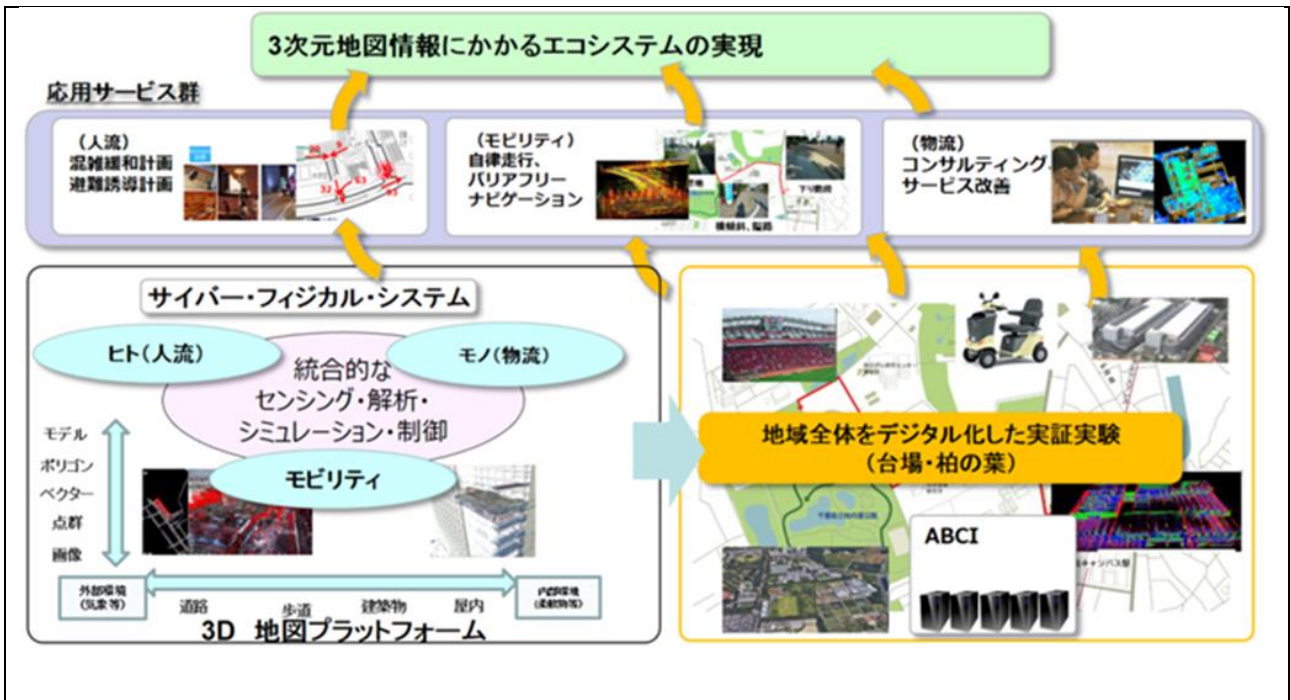 3次元地図情報にかかるエコシステムの実現
応用サービス群
（人流）
混雑緩和計画
避難誘導計画
（モビリティ）
自律走行、
バリアフリー
ナビゲーション
下り階段
横傾斜、段路
（物流）
コンサルティング、
サービス改善
サイバー・フィジカル・システム
ヒト（人流）
モノ（物流）
統合的な
センシング・解析・
シミュレーション・制御
モビリティ
モデル
ポリゴン
ベクター
点群
画像
外部環境
（気象等）
道路
歩道
建築物
屋内
3D 地図プラットフォーム
地域全体をデジタル化した実証実験
（台場・柏の葉）
ABCI